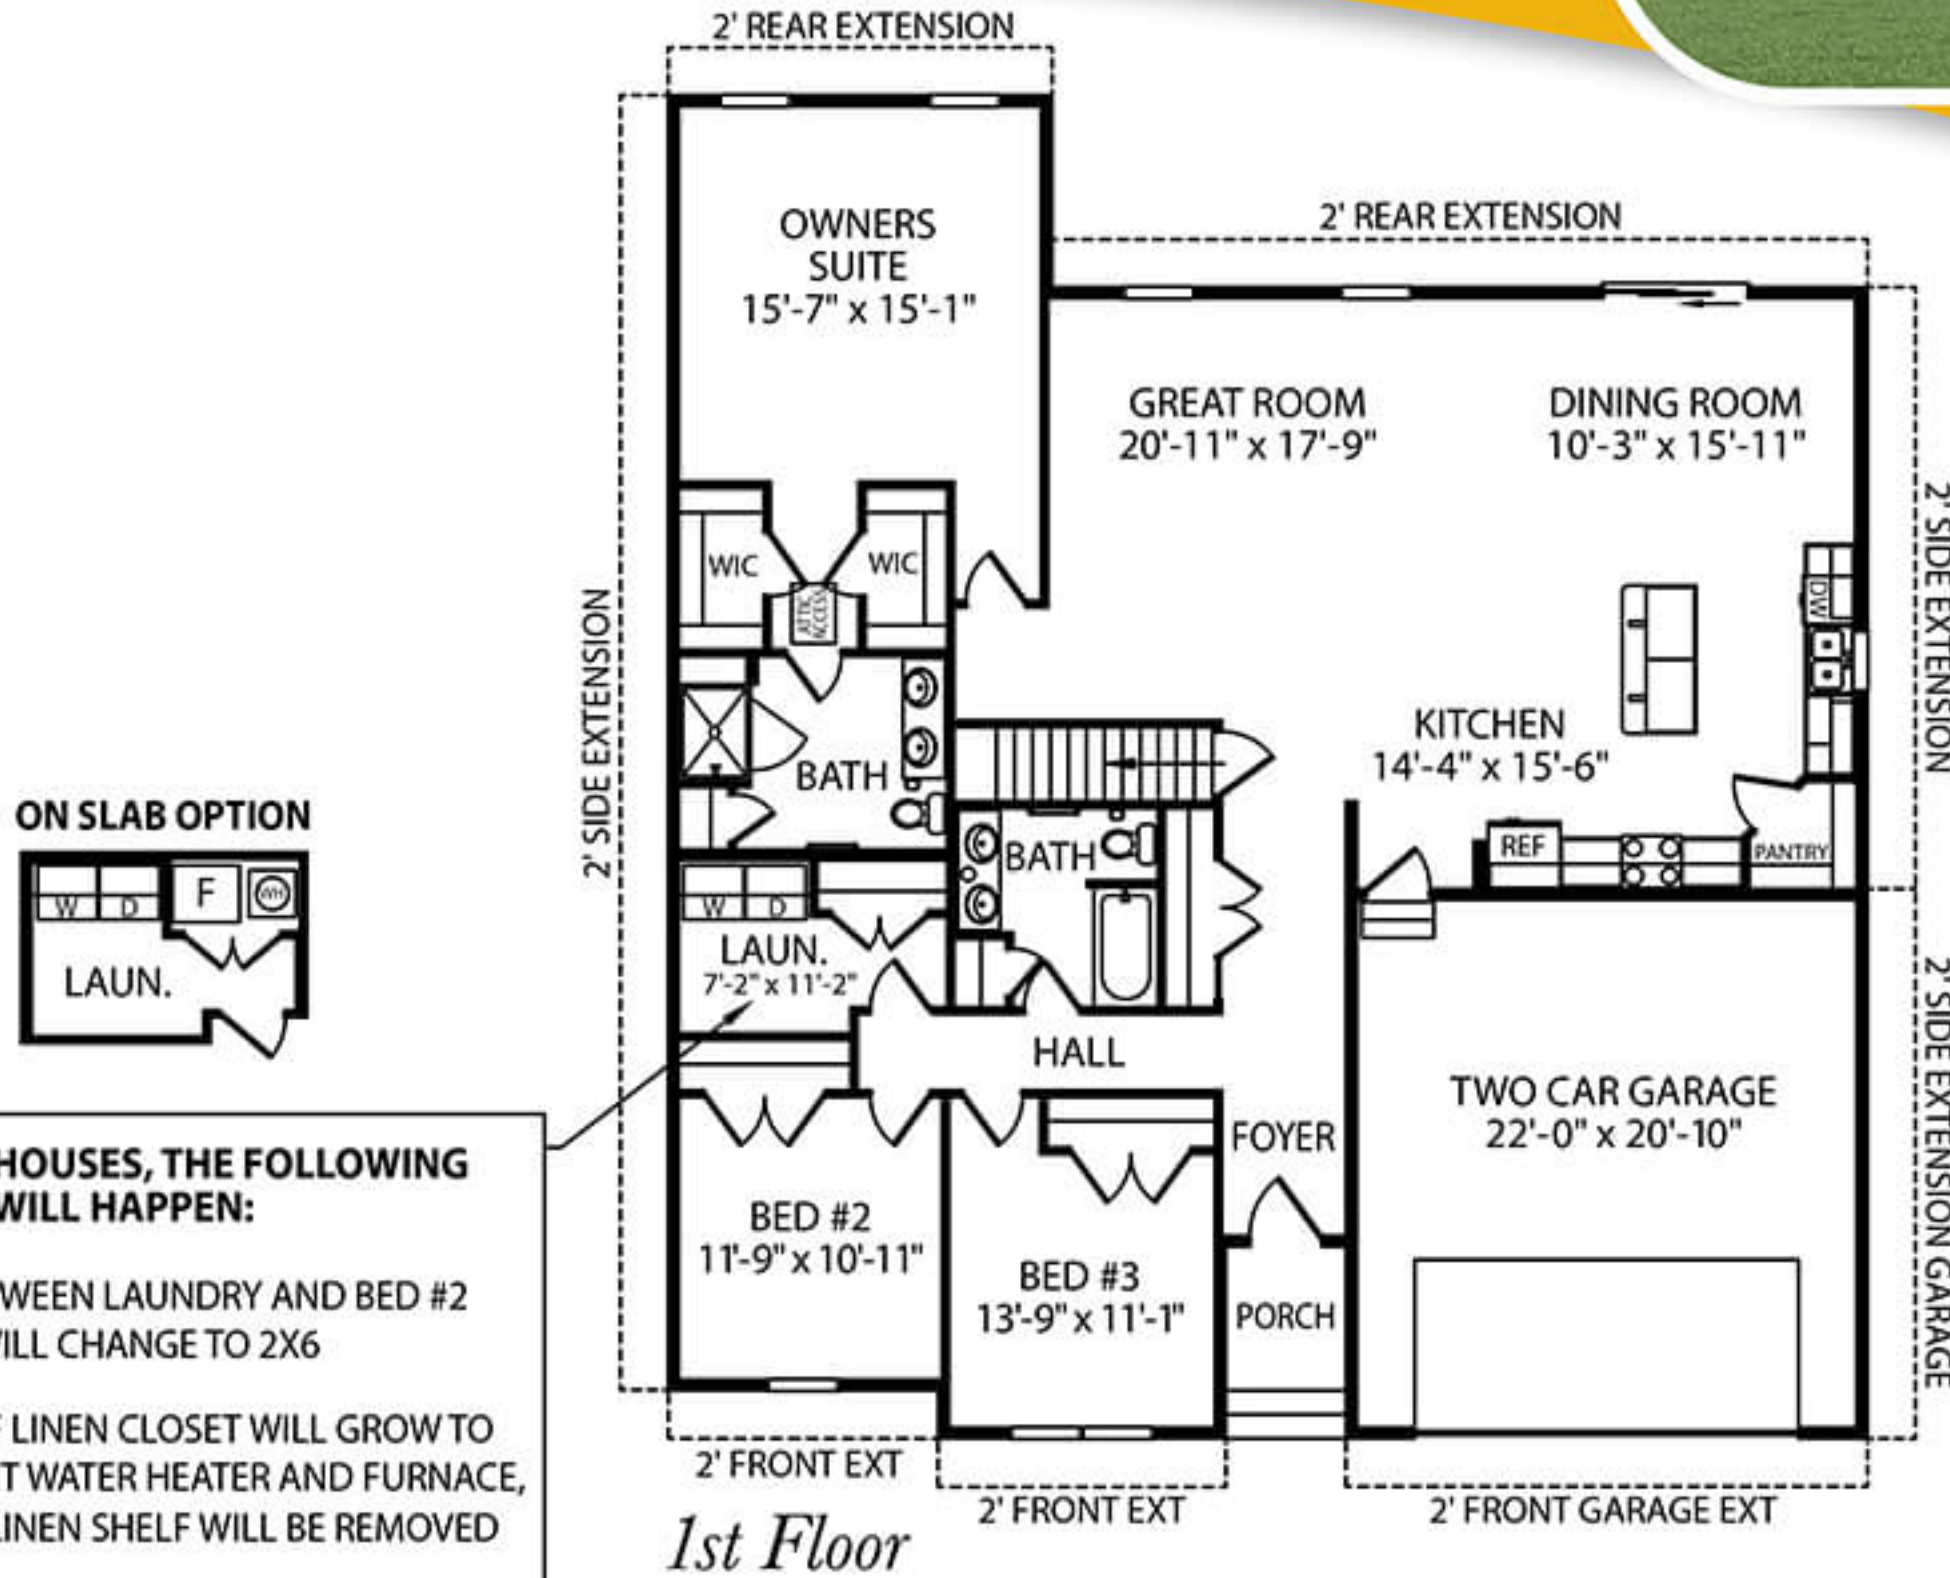 2' REAR EXTENSION
2' REAR EXTENSION
OWNERS
SUITE
15'-7" x 15'-1"
GREAT ROOM
20'-11" x 17'-9"
DINING ROOM
10'-3" x 15'-11"
2' SIDE EXTENSION
2' SIDE EXTENSION
WIC
WIC
ATTIC
ACCESS
DW
KITCHEN
14'-4" x 15'-6"
BATH
BATH
REF
PANTRY
ON SLAB OPTION
W
D
F
WH
LAUN.
W
D
LAUN.
7'-2" x 11'-2"
HALL
TWO CAR GARAGE
22'-0" x 20'-10"
2' SIDE EXTENSION GARAGE
FOYER
BED #2
11'-9" x 10'-11"
BED #3
13'-9" x 11'-1"
PORCH
HOUSES, THE FOLLOWING
WILL HAPPEN:
WEEN LAUNDRY AND BED #2
ILL CHANGE TO 2X6
LINEN CLOSET WILL GROW TO
T WATER HEATER AND FURNACE,
LINEN SHELF WILL BE REMOVED
2' FRONT EXT
2' FRONT EXT
2' FRONT GARAGE EXT
1st Floor